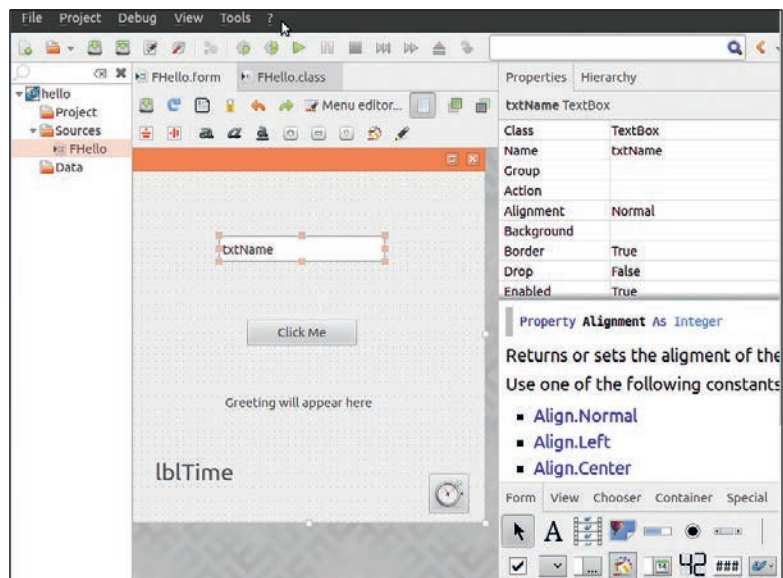 File Project Debug View Tools ?
FHello.form FHello.class
Menu editor...
hello
Project
Sources
FHello
Data
txtName
Click Me
Greeting will appear here
lblTime
Properties Hierarchy
txtName TextBox
Class TextBox
Name txtName
Group
Action
Alignment Normal
Background
Border True
Drop False
Enabled True
Property Alignment As Integer
Returns or sets the aligment of the
Use one of the following constants
Align.Normal
Align.Left
Align.Center
Form View Chooser Container Special
A
... 14 42 ###